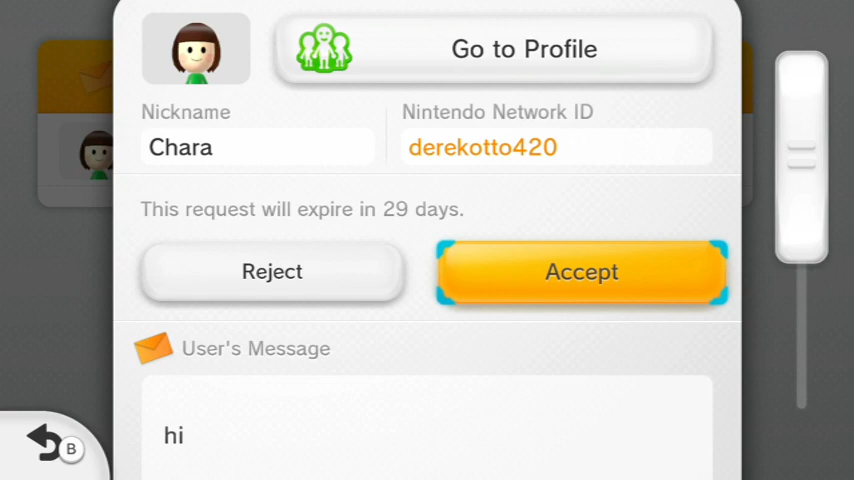 Go to Profile
Nickname
Nintendo Network ID
Chara
derekotto420
This request will expire in 29 days.
Reject
Accept
User's Message
hi
B